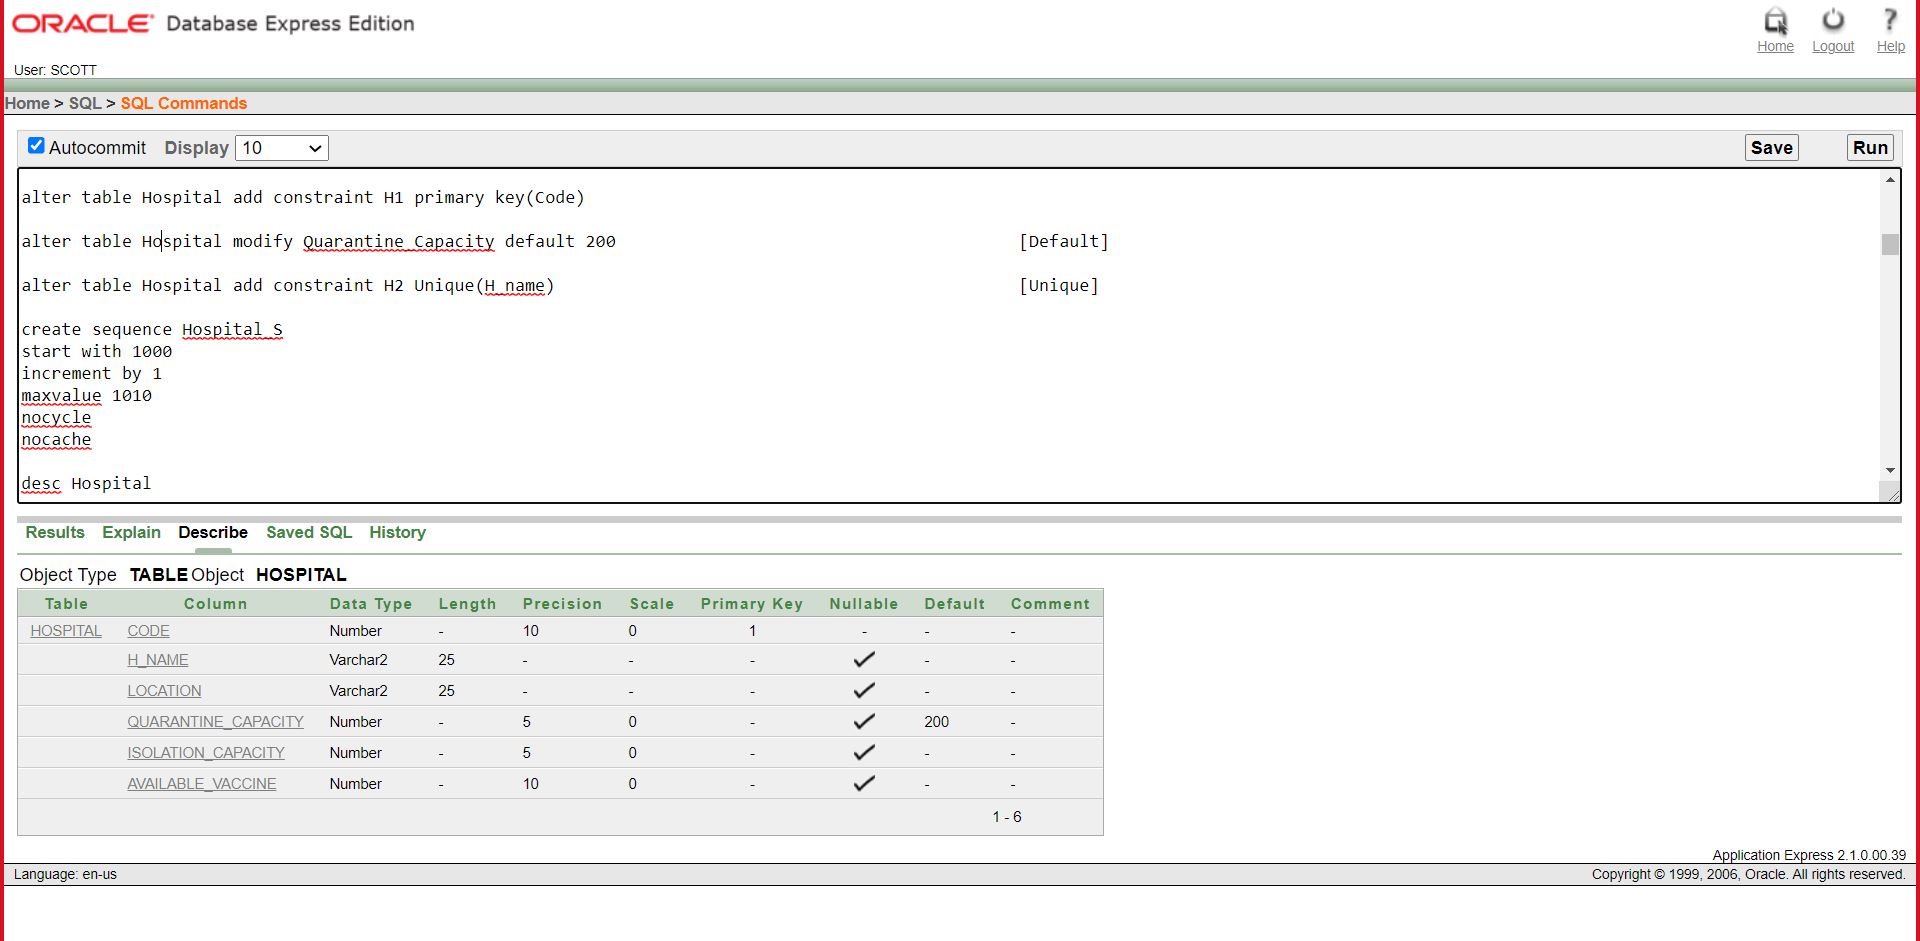 ORACLE Database Express Edition
Home Logout Help
User: SCOTT
Home > SQL > SQL Commands
Autocommit Display 10 Save Run
alter table Hospital add constraint H1 primary key(Code)
alter table Hospital modify Quarantine_Capacity default 200 [Default]
alter table Hospital add constraint H2 Unique(H_name) [Unique]
create sequence Hospital_S
start with 1000
increment by 1
maxvalue 1010
nocycle
nocache
desc Hospital
Results Explain Describe Saved SQL History
Object Type TABLE Object HOSPITAL
Table Column Data Type Length Precision Scale Primary Key Nullable Default Comment
HOSPITAL CODE Number - 10 0 1 - - -
H_NAME Varchar2 25 - - - ✓ - -
LOCATION Varchar2 25 - - - ✓ - -
QUARANTINE_CAPACITY Number - 5 0 - ✓ 200 -
ISOLATION_CAPACITY Number - 5 0 - ✓ - -
AVAILABLE_VACCINE Number - 10 0 - ✓ - -
1 - 6
Application Express 2.1.0.00.39
Language: en-us Copyright © 1999, 2006, Oracle. All rights reserved.